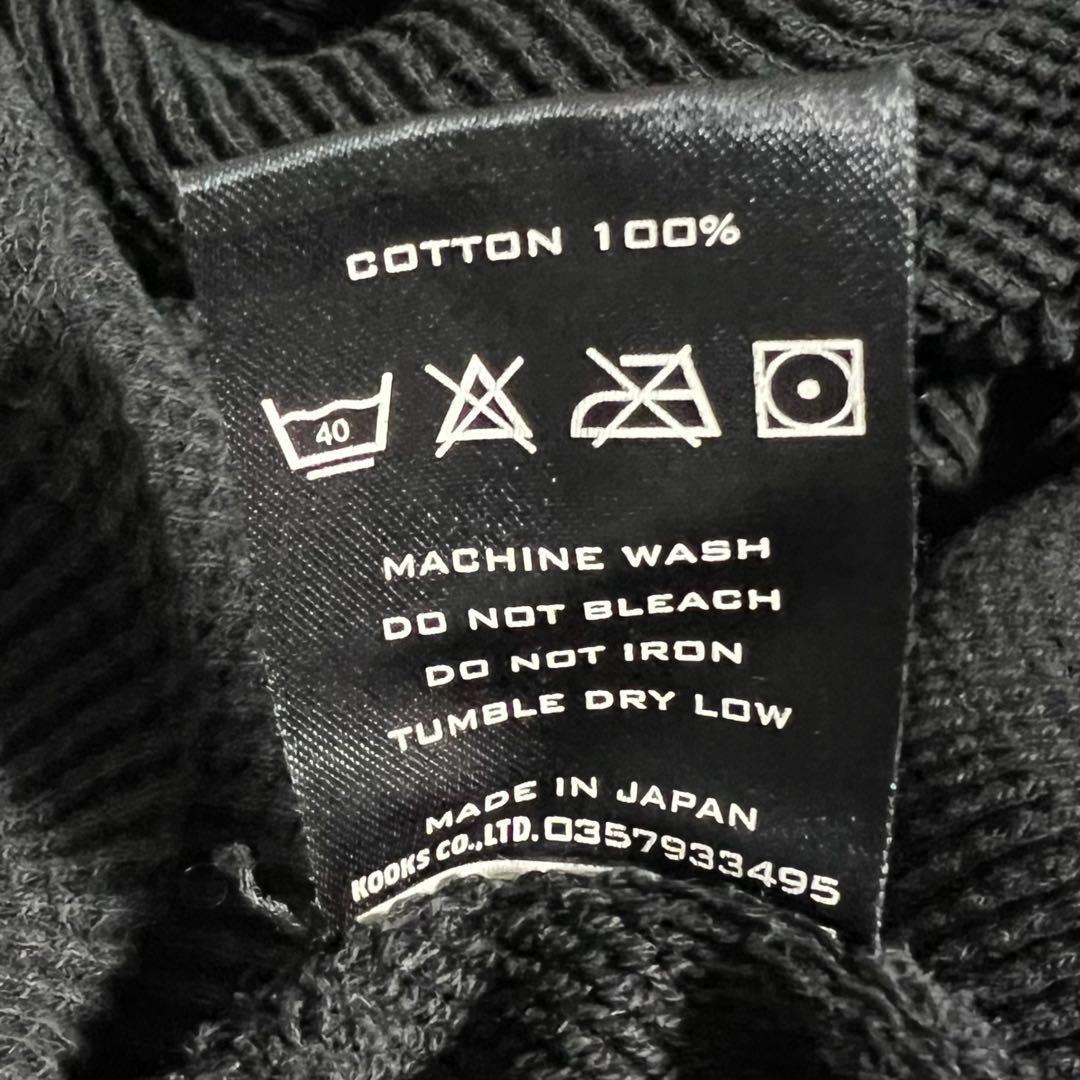 COTTON 100%
40
MACHINE WASH
DO NOT BLEACH
DO NOT IRON
TUMBLE DRY LOW
MADE IN JAPAN
KOOKS CO.,LTD. 0357933495